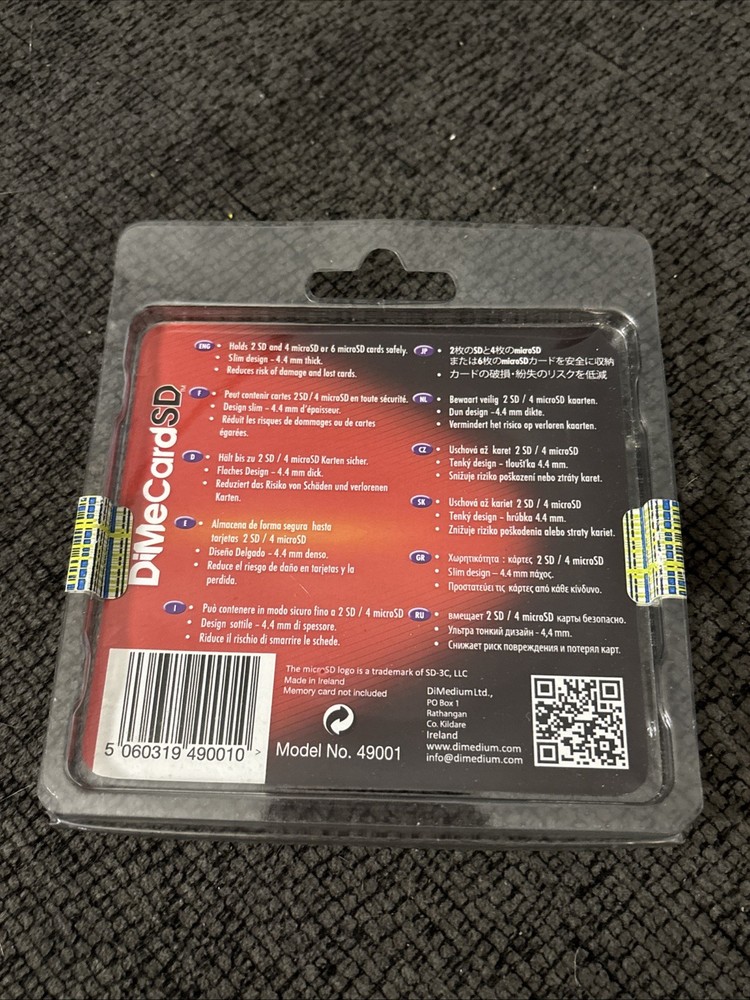 DiMeCardSD™
ENG
• Holds 2 SD and 4 microSD or 6 microSD cards safely.
• Slim design - 4.4 mm thick.
• Reduces risk of damage and lost cards.
F
• Peut contenir cartes 2SD/4 microSD en toute sécurité.
• Design slim - 4.4 mm d'épaisseur.
• Réduit les risques de dommages ou de cartes
égarées.
D
• Hält bis zu 2 SD / 4 microSD Karten sicher.
• Flaches Design - 4.4 mm dick.
• Reduziert das Risiko von Schäden und verlorenen
Karten.
E
• Almacena de forma segura hasta
tarjetas 2 SD / 4 microSD
• Diseño Delgado - 4.4 mm denso.
• Reduce el riesgo de daño en tarjetas y la
perdida.
I
• Può contenere in modo sicuro fino a 2 SD / 4 microSD
• Design sottile - 4.4 mm di spessore.
• Riduce il rischio di smarrire le schede.
JP
• 2枚のSDと4枚のmicroSD
または6枚のmicroSDカードを安全に収納
• カードの破損・紛失のリスクを低減
NL
• Bewaart veilig 2 SD / 4 microSD kaarten.
• Dun design -4.4 mm dikte.
• Vermindert het risico op verloren kaarten.
CZ
• Uschová až karet 2 SD / 4 microSD
• Tenký design - tloušťka 4.4 mm.
• Snižuje riziko poškození nebo ztráty karet.
SK
• Uschová až kariet 2 SD / 4 microSD
• Tenký design - hrúbka 4.4 mm.
• Znižuje riziko poškodenia alebo straty kariet.
GR
• Χωρητικότητα : κάρτες 2 SD / 4 microSD
• Slim design - 4.4 mm πάχος.
• Προστατεύει τις κάρτες από κάθε κίνδυνο.
RU
• вмещает 2 SD / 4 microSD карты безопасно.
• Ультра тонкий дизайн - 4,4 mm.
• Снижает риск повреждения и потерял карт.
The microSD logo is a trademark of SD-3C, LLC
Made in Ireland
Memory card not included
Model No. 49001
DiMedium Ltd.,
PO Box 1
Rathangan
Co. Kildare
Ireland
www.dimedium.com
info@dimedium.com
5 060319 490010 >